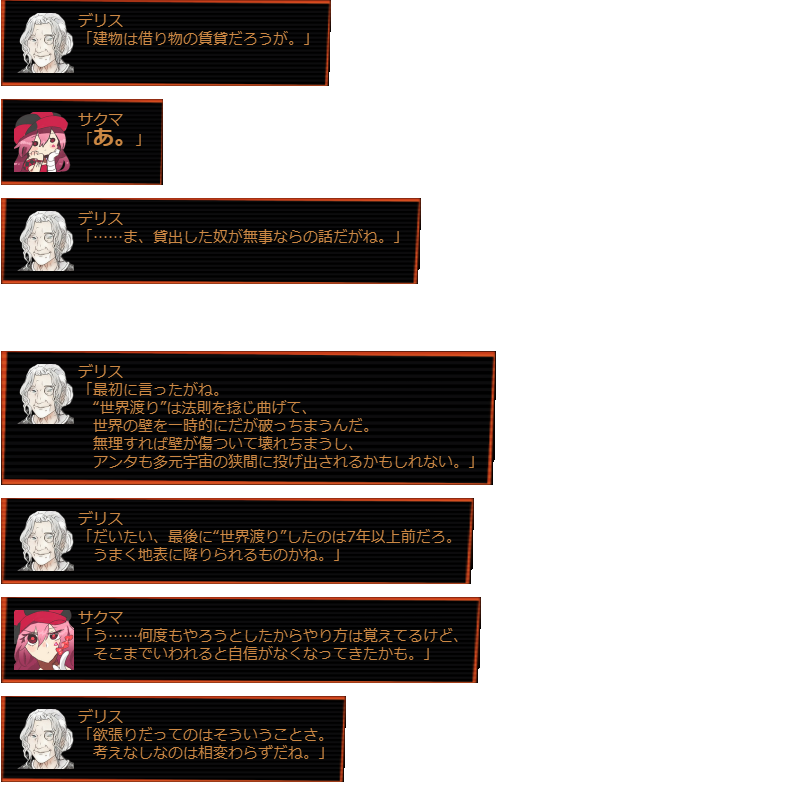 デリス
「建物は借り物の賃貸だろうが。」
サクマ
「あ。」
デリス
「……ま、貸出した奴が無事ならの話だがね。」
デリス
「最初に言ったがね。
“世界渡り”は法則を捻じ曲げて、
世界の壁を一時的にだが破っちまうんだ。
無理すれば壁が傷ついて壊れちまうし、
アンタも多元宇宙の狭間に投げ出されるかもしれない。」
デリス
「だいたい、最後に“世界渡り”したのは7年以上前だろ。
うまく地表に降りられるものかね。」
サクマ
「う……何度もやろうとしたからやり方は覚えてるけど、
そこまでいわれると自信がなくなってきたかも。」
デリス
「欲張りだってのはそういうことさ。
考えなしなのは相変わらずだね。」